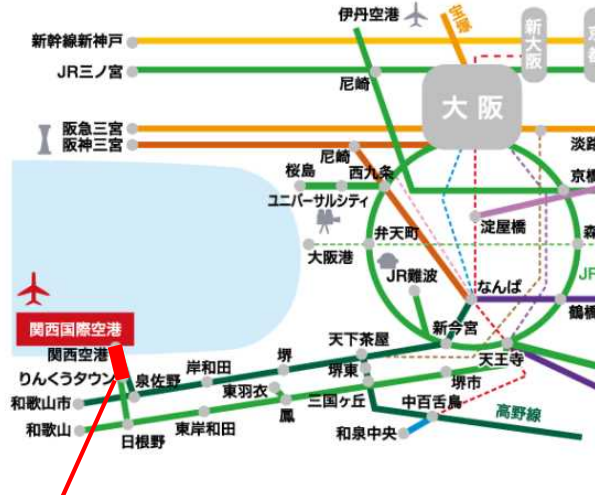 伊丹空港
宝塚
新大阪
新幹線新神戸
JR三ノ宮
尼崎
大阪
阪急三宮
阪神三宮
淡路
尼崎
桜島
西九条
京橋
ユニバーサルシティ
淀屋橋
弁天町
大阪港
森
JR難波
JR
なんば
関西国際空港
新今宮
鶴橋
関西空港
天下茶屋
天王寺
りんくうタウン
泉佐野
岸和田
堺
堺東
東羽衣
堺市
和歌山市
鳳
三国ヶ丘
中百舌鳥
高野線
和歌山
日根野
東岸和田
和泉中央